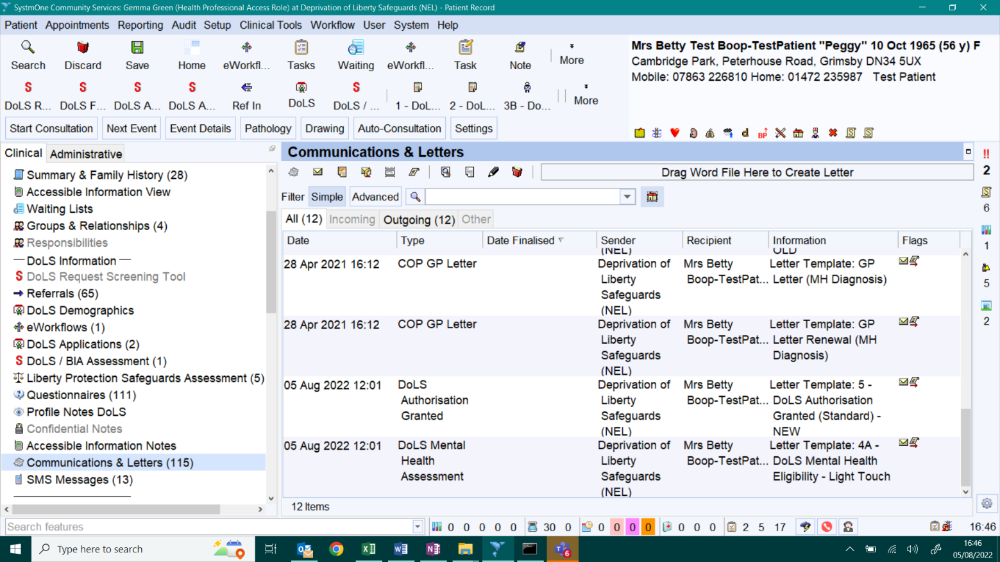 SystmOne Community Services: Gemma Green (Health Professional Access Role) at Deprivation of Liberty Safeguards (NEL) - Patient Record
Patient Appointments Reporting Audit Setup Clinical Tools Workflow User System Help
Search Discard Save Home eWorkfl... Tasks Waiting eWorkfl... Task Note More
DoLS R... DoLS F... DoLS A... DoLS A... Ref In DoLS DoLS / ... 1 - DoL... 2 - DoL... 3B - Do... More
Start Consultation Next Event Event Details Pathology Drawing Auto-Consultation Settings
Mrs Betty Test Boop-TestPatient "Peggy" 10 Oct 1965 (56 y) F
Cambridge Park, Peterhouse Road, Grimsby DN34 5UX
Mobile: 07863 226810 Home: 01472 235987 Test Patient
Clinical Administrative
Summary & Family History (28)
Accessible Information View
Waiting Lists
Groups & Relationships (4)
Responsibilities
DoLS Information
DoLS Request Screening Tool
Referrals (65)
DoLS Demographics
eWorkflows (1)
DoLS Applications (2)
DoLS / BIA Assessment (1)
Liberty Protection Safeguards Assessment (5)
Questionnaires (111)
Profile Notes DoLS
Confidential Notes
Accessible Information Notes
Communications & Letters (115)
SMS Messages (13)
Communications & Letters
Drag Word File Here to Create Letter
Filter Simple Advanced
All (12) Incoming Outgoing (12) Other
Date Type Date Finalised Sender Recipient Information Flags
(NEL) OLD
28 Apr 2021 16:12 COP GP Letter Deprivation of Mrs Betty Letter Template: GP
Liberty Boop-TestPat... Letter (MH Diagnosis)
Safeguards
(NEL)
28 Apr 2021 16:12 COP GP Letter Deprivation of Mrs Betty Letter Template: GP
Liberty Boop-TestPat... Letter Renewal (MH
Safeguards Diagnosis)
(NEL)
05 Aug 2022 12:01 DoLS Deprivation of Mrs Betty Letter Template: 5 -
Authorisation Liberty Boop-TestPat... DoLS Authorisation
Granted Safeguards Granted (Standard) -
(NEL) NEW
05 Aug 2022 12:01 DoLS Mental Deprivation of Mrs Betty Letter Template: 4A -
Health Liberty Boop-TestPat... DoLS Mental Health
Assessment Safeguards Eligibility - Light Touch
(NEL)
12 Items
!!
2
6
1
5
2
Search features
0 0 0 0 0 30 0 0 0 0 0 0 0 0 2 5 17 16:46
Type here to search
6
16:46
05/08/2022